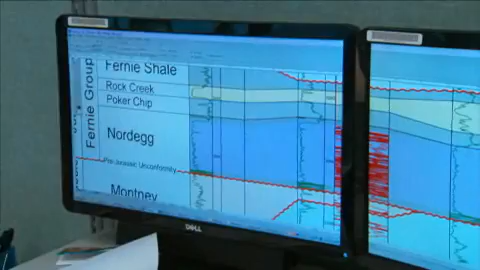 Fernie Shale
Rock Creek
Poker Chip
Fernie Group
Nordegg
Pre-Jurassic Unconformity
Montney
DELL